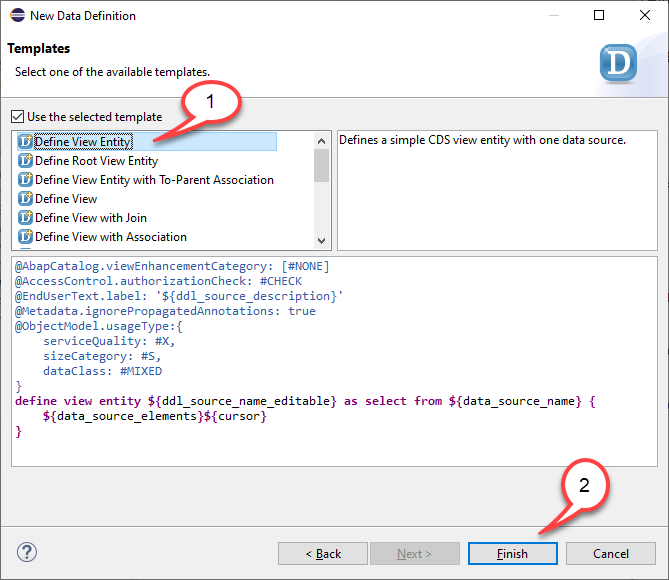 New Data Definition
Templates
Select one of the available templates.
D
1
Use the selected template
Define View Entity
Define Root View Entity
Define View Entity with To-Parent Association
Define View
Define View with Join
Define View with Association
Defines a simple CDS view entity with one data source.
@AbapCatalog.viewEnhancementCategory: [#NONE]
@AccessControl.authorizationCheck: #CHECK
@EndUserText.label: '${ddl_source_description}'
@Metadata.ignorePropagatedAnnotations: true
@ObjectModel.usageType:{
    serviceQuality: #X,
    sizeCategory: #S,
    dataClass: #MIXED
}
define view entity ${ddl_source_name_editable} as select from ${data_source_name} {
    ${data_source_elements}${cursor}
}
2
?
< Back
Next >
Finish
Cancel